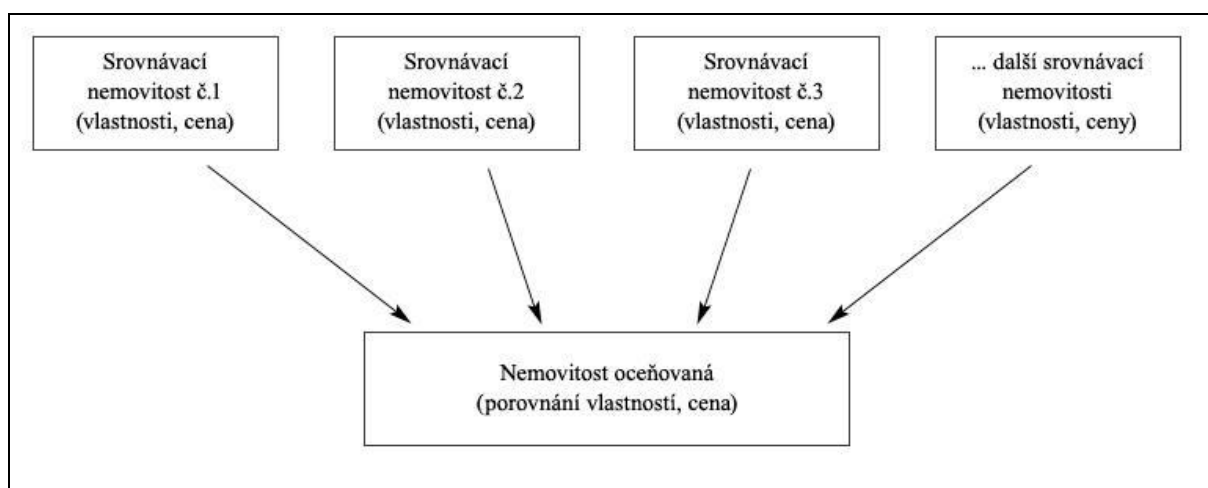 Srovnávací
nemovitost č.1
(vlastnosti, cena)
Srovnávací
nemovitost č.2
(vlastnosti, cena)
Srovnávací
nemovitost č.3
(vlastnosti, cena)
... další srovnávací
nemovitosti
(vlastnosti, ceny)
Nemovitost oceňovaná
(porovnání vlastností, cena)